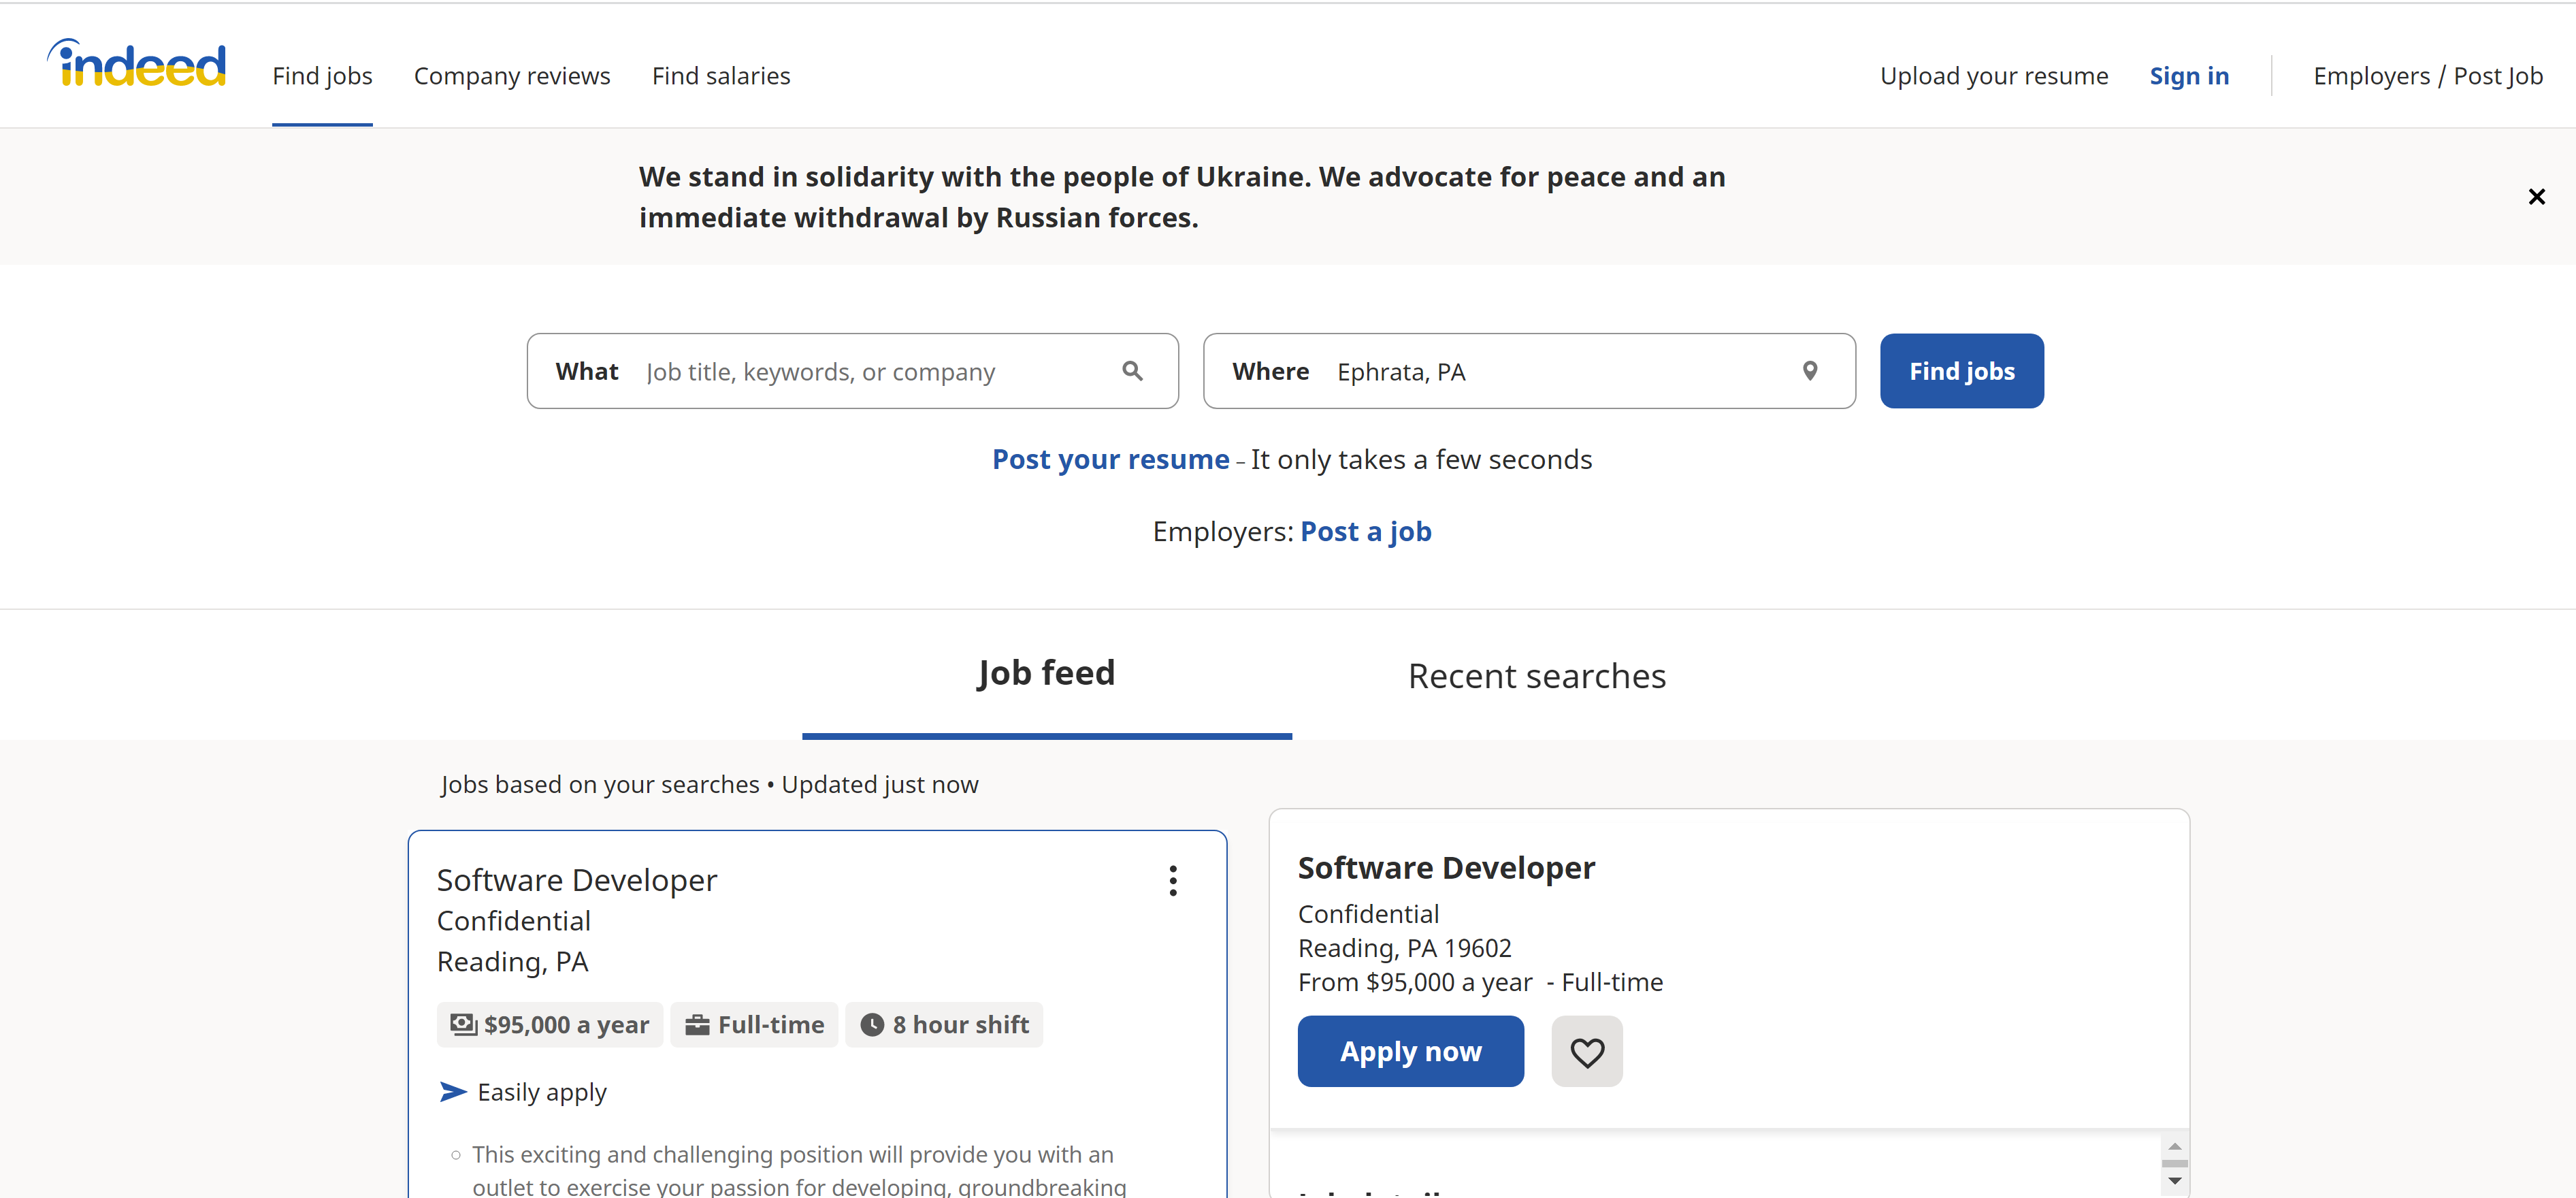 indeed
Find jobs
Company reviews
Find salaries
Upload your resume
Sign in
Employers / Post Job
We stand in solidarity with the people of Ukraine. We advocate for peace and an
immediate withdrawal by Russian forces.
What Job title, keywords, or company
Where Ephrata, PA
Find jobs
Post your resume – It only takes a few seconds
Employers: Post a job
Job feed
Recent searches
Jobs based on your searches • Updated just now
Software Developer
Confidential
Reading, PA
$95,000 a year
Full-time
8 hour shift
Easily apply
This exciting and challenging position will provide you with an
outlet to exercise your passion for developing, groundbreaking
Software Developer
Confidential
Reading, PA 19602
From $95,000 a year - Full-time
Apply now